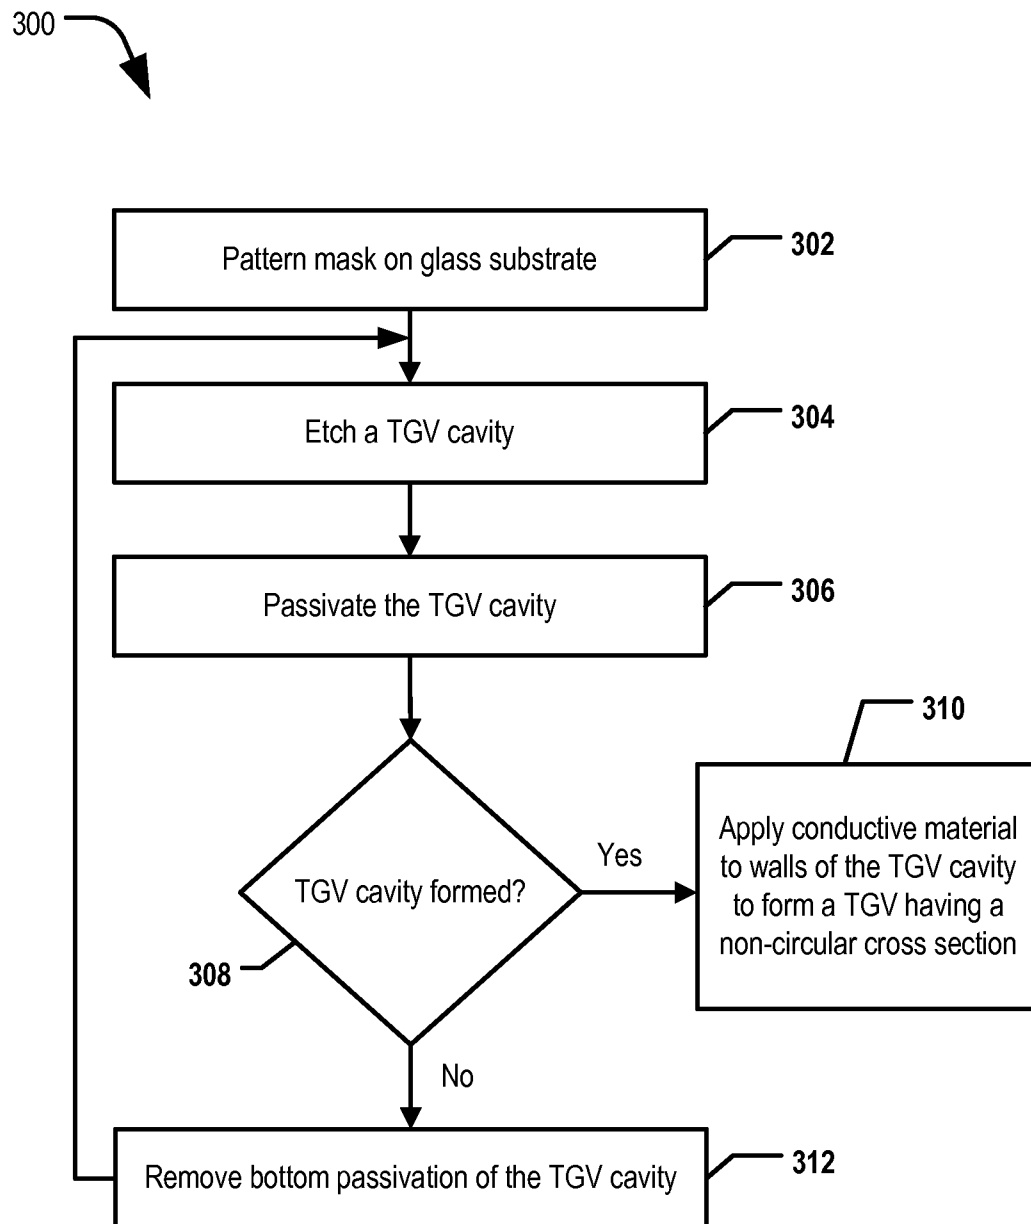 300
Pattern mask on glass substrate
302
Etch a TGV cavity
304
Passivate the TGV cavity
306
TGV cavity formed?
308
Yes
310
Apply conductive material
to walls of the TGV cavity
to form a TGV having a
non-circular cross section
No
Remove bottom passivation of the TGV cavity
312